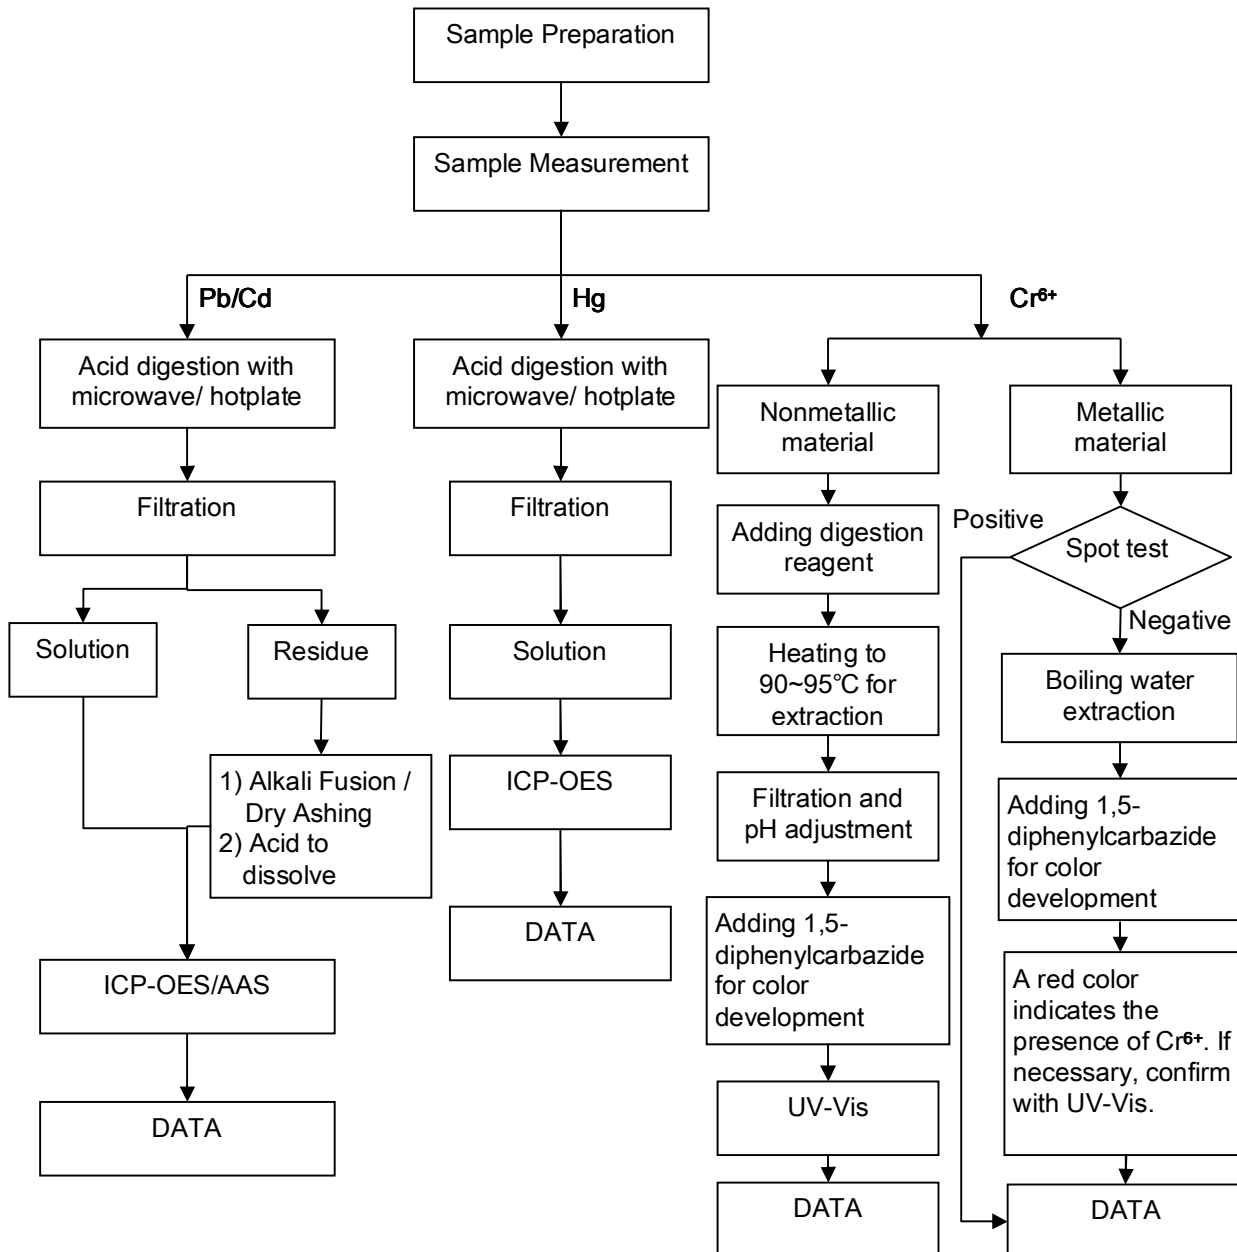 Sample Preparation
Sample Measurement
Pb/Cd
Hg
Cr⁶⁺
Acid digestion with
microwave/ hotplate
Filtration
Solution
Residue
1) Alkali Fusion /
Dry Ashing
2) Acid to
dissolve
ICP-OES/AAS
DATA
Acid digestion with
microwave/ hotplate
Filtration
Solution
ICP-OES
DATA
Nonmetallic
material
Adding digestion
reagent
Heating to
90~95℃ for
extraction
Filtration and
pH adjustment
Adding 1,5-
diphenylcarbazide
for color
development
UV-Vis
DATA
Metallic
material
Positive
Spot test
Negative
Boiling water
extraction
Adding 1,5-
diphenylcarbazide
for color
development
A red color
indicates the
presence of Cr⁶⁺. If
necessary, confirm
with UV-Vis.
DATA